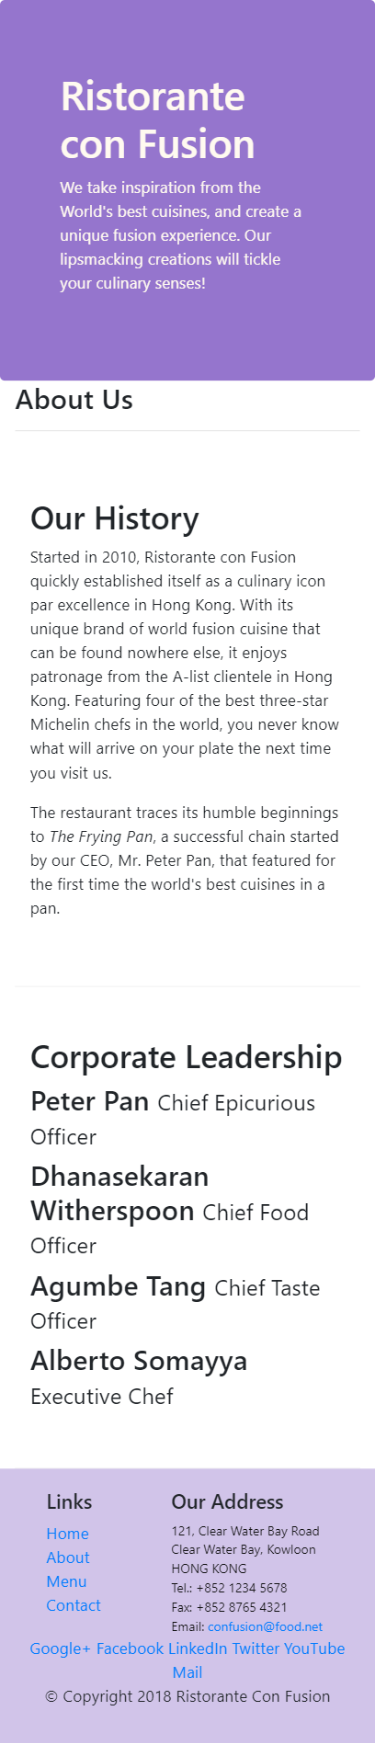 Ristorante
con Fusion
We take inspiration from the
World's best cuisines, and create a
unique fusion experience. Our
lipsmacking creations will tickle
your culinary senses!
About Us
Our History
Started in 2010, Ristorante con Fusion
quickly established itself as a culinary icon
par excellence in Hong Kong. With its
unique brand of world fusion cuisine that
can be found nowhere else, it enjoys
patronage from the A-list clientele in Hong
Kong. Featuring four of the best three-star
Michelin chefs in the world, you never know
what will arrive on your plate the next time
you visit us.
The restaurant traces its humble beginnings
to The Frying Pan, a successful chain started
by our CEO, Mr. Peter Pan, that featured for
the first time the world's best cuisines in a
pan.
Corporate Leadership
Peter Pan Chief Epicurious
Officer
Dhanasekaran
Witherspoon Chief Food
Officer
Agumbe Tang Chief Taste
Officer
Alberto Somayya
Executive Chef
Links
Home
About
Menu
Contact
Our Address
121, Clear Water Bay Road
Clear Water Bay, Kowloon
HONG KONG
Tel.: +852 1234 5678
Fax: +852 8765 4321
Email: confusion@food.net
Google+ Facebook LinkedIn Twitter YouTube
Mail
© Copyright 2018 Ristorante Con Fusion